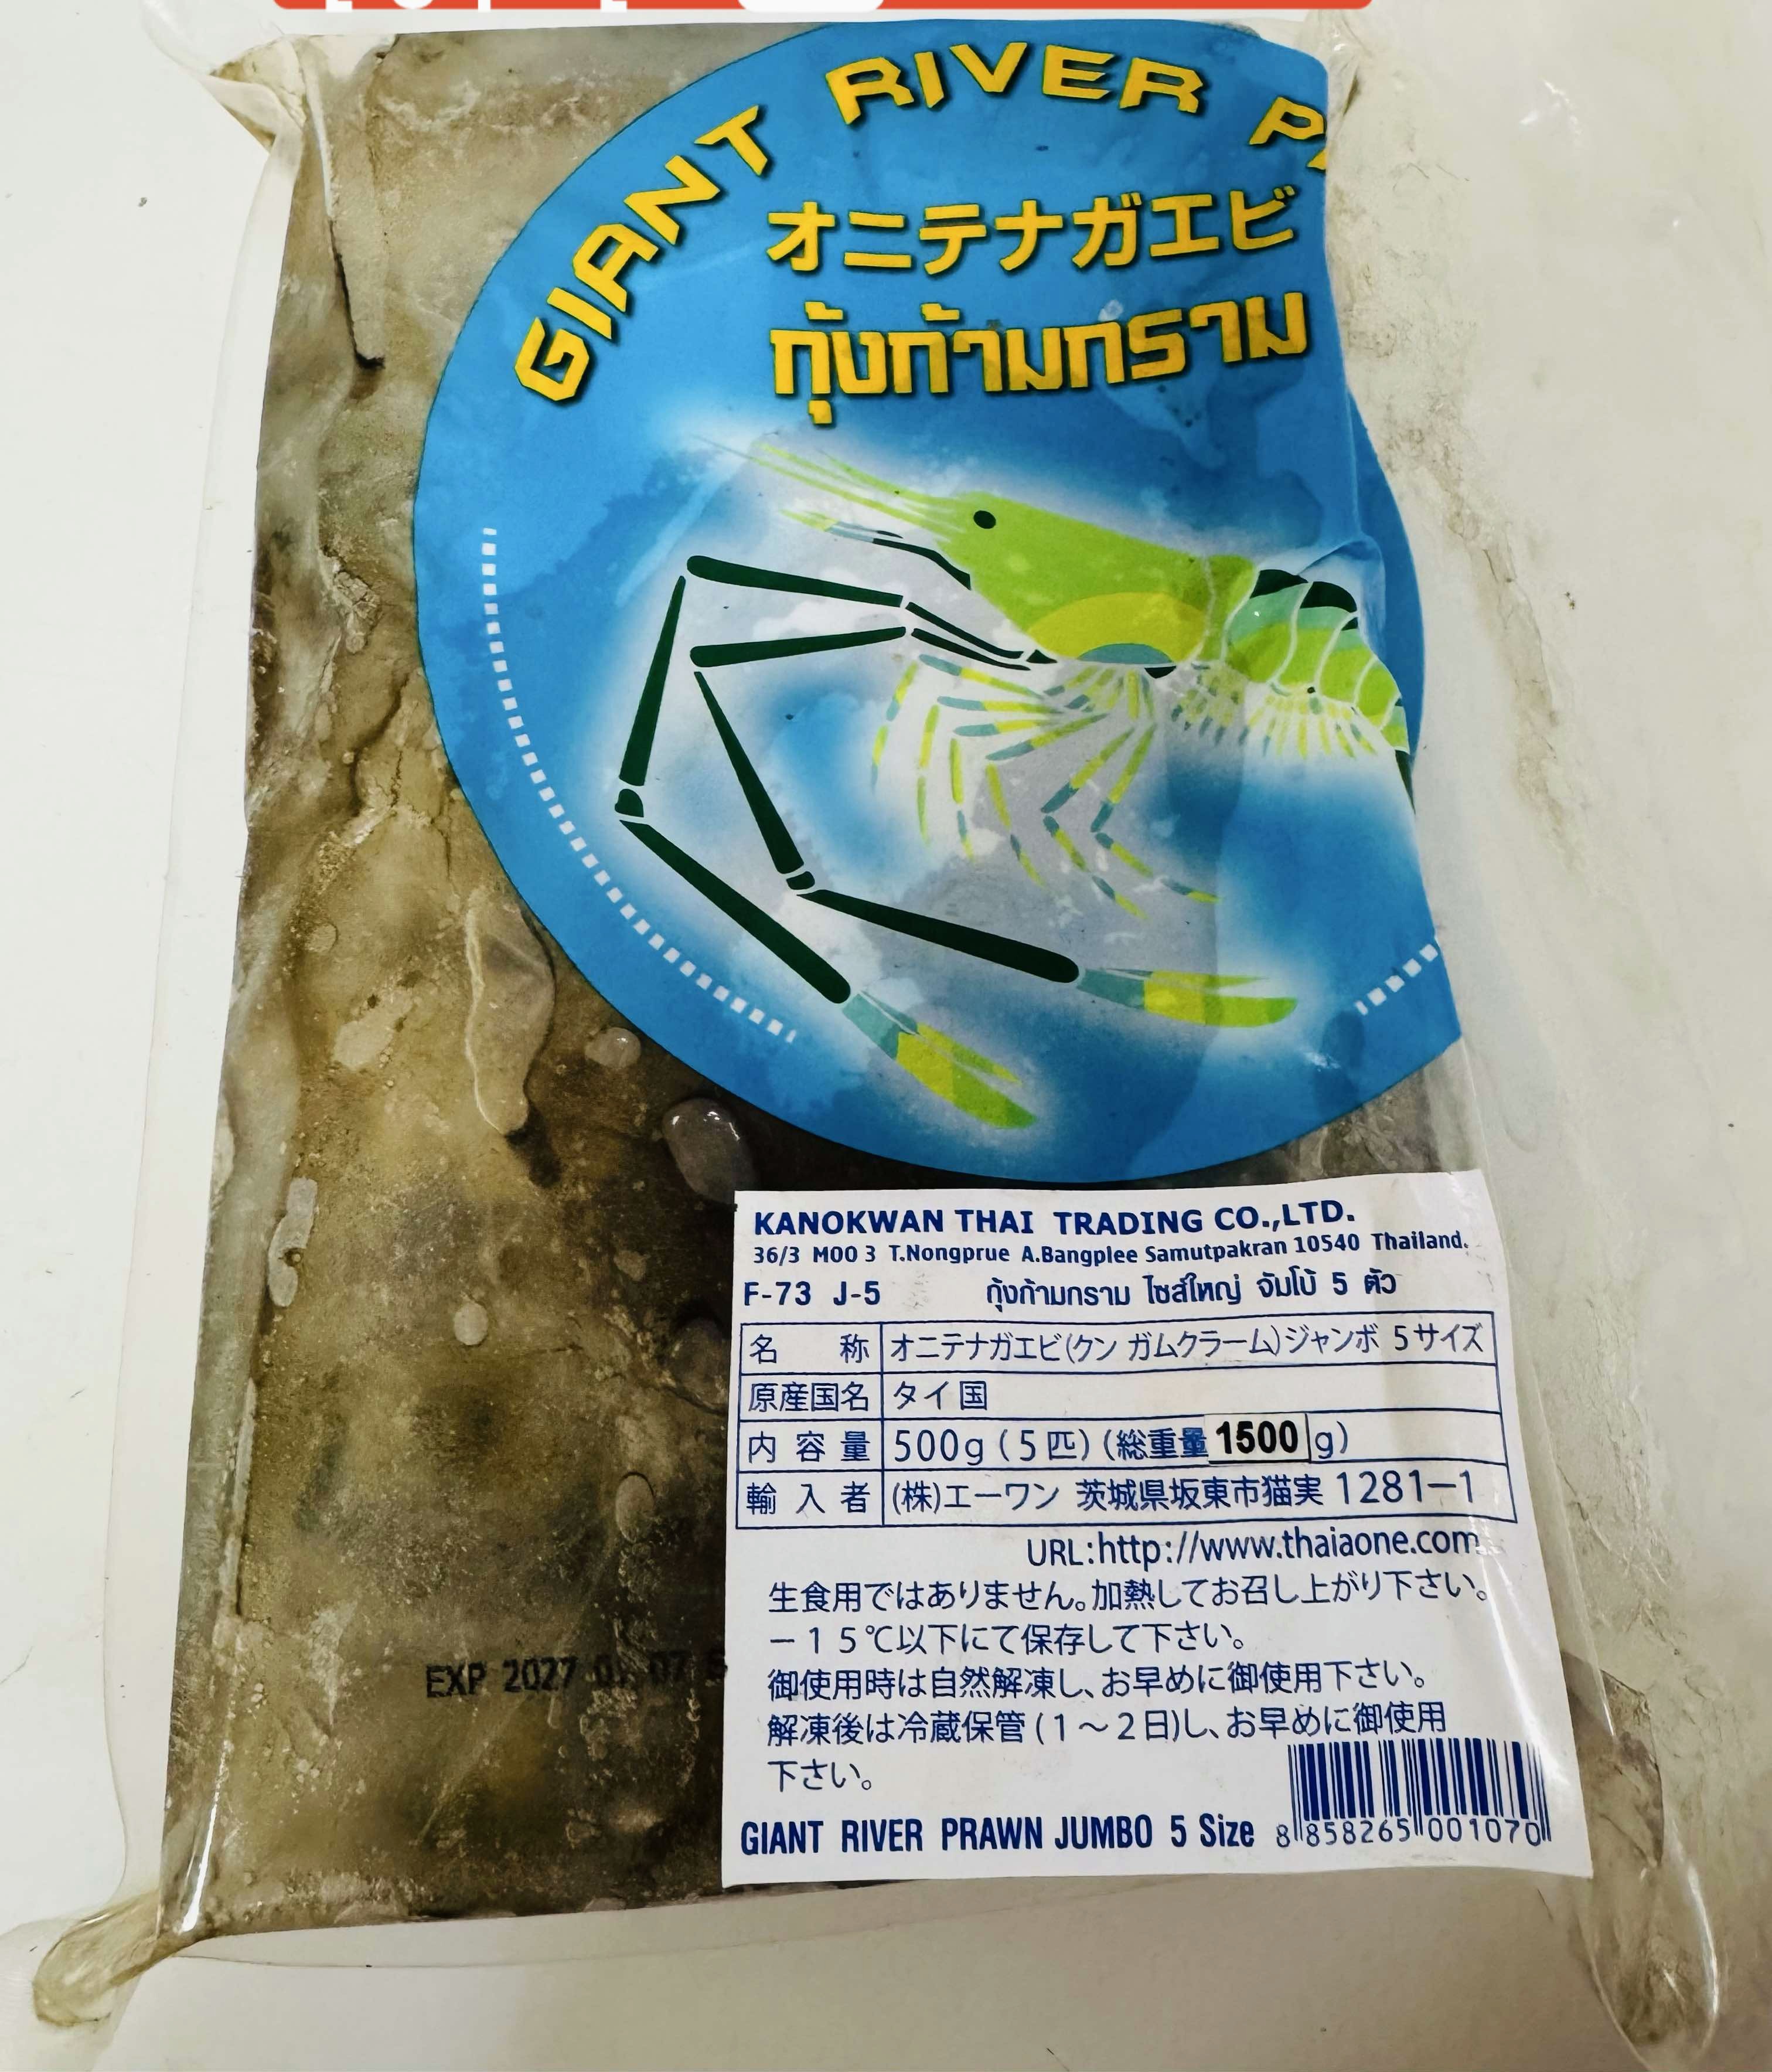 GIANT RIVER
オニテナガエビ
กุ้งก้ามกราม
KANOKWAN THAI TRADING CO.,LTD.
36/3 MOO 3 T.Nongprue A.Bangplee Samutpakran 10540 Thailand.
F-73 J-5 กุ้งก้ามกราม ไซส์ใหญ่ จัมโบ้ 5 ตัว
名 称 オニテナガエビ(クン ガムクラーム)ジャンボ 5サイズ
原産国名 タイ国
内 容 量 500g (5匹) (総重量 1500 g)
輸 入 者 (株)エーワン 茨城県坂東市猫実 1281－1
URL:http://www.thaiaone.com
生食用ではありません。加熱してお召し上がり下さい。
－15℃以下にて保存して下さい。
御使用時は自然解凍し、お早めに御使用下さい。
解凍後は冷蔵保管(1～2日)し、お早めに御使用
下さい。
EXP 2027
GIANT RIVER PRAWN JUMBO 5 Size
8 858265 001070